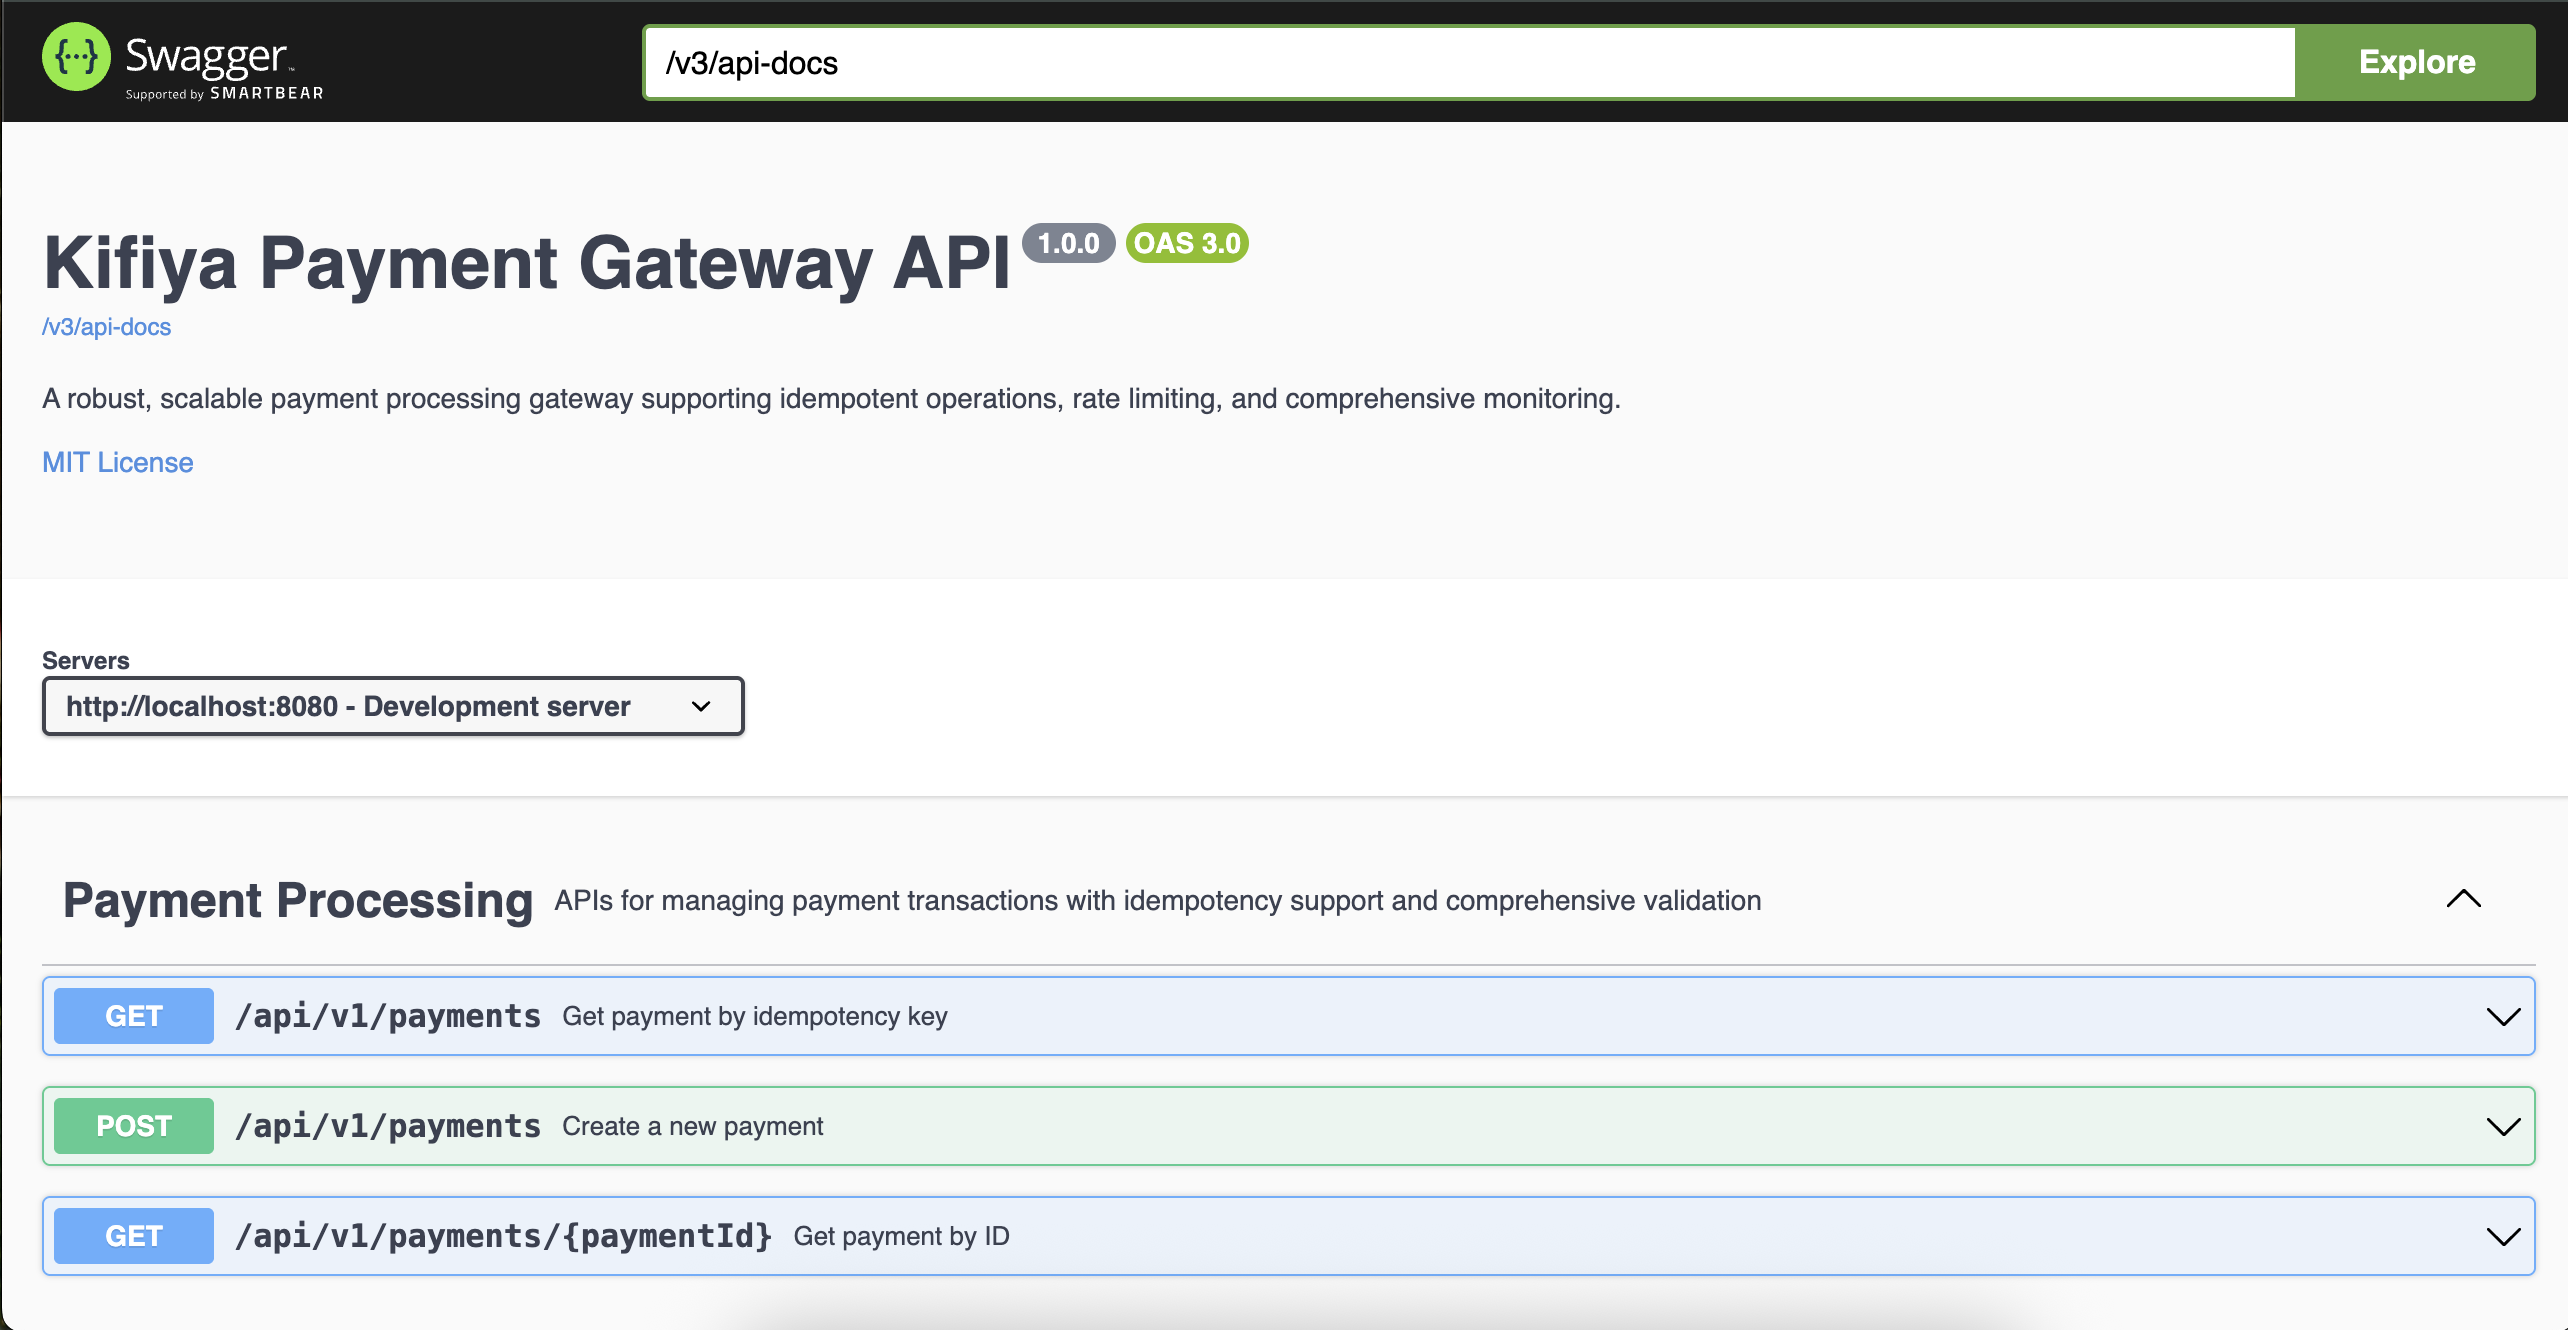 Swagger™
Supported by SMARTBEAR
/v3/api-docs
Explore
Kifiya Payment Gateway API 1.0.0 OAS 3.0
/v3/api-docs
A robust, scalable payment processing gateway supporting idempotent operations, rate limiting, and comprehensive monitoring.
MIT License
Servers
http://localhost:8080 - Development server
Payment Processing APIs for managing payment transactions with idempotency support and comprehensive validation
GET /api/v1/payments Get payment by idempotency key
POST /api/v1/payments Create a new payment
GET /api/v1/payments/{paymentId} Get payment by ID